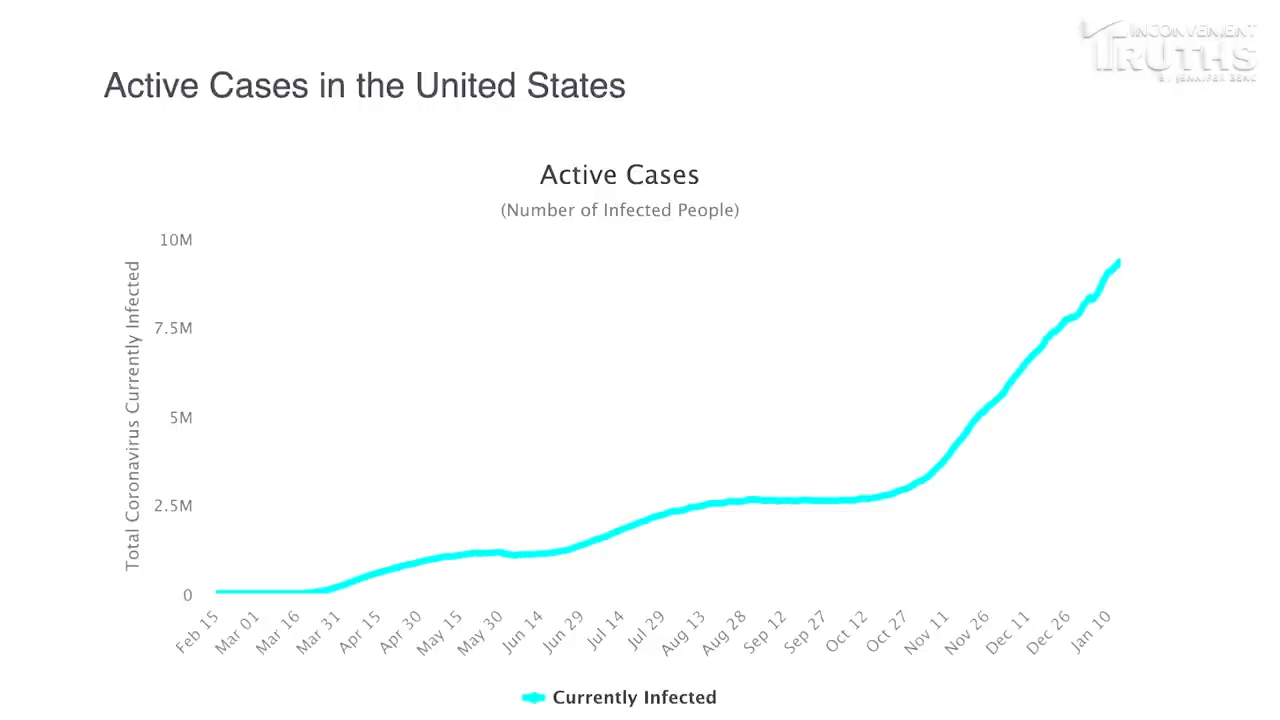 INCONVENIENT
TRUTHS
Active Cases in the United States
Active Cases
(Number of Infected People)
Total Coronavirus Currently Infected
10M
7.5M
5M
2.5M
0
Feb 15
Mar 01
Mar 16
Mar 31
Apr 15
Apr 30
May 15
May 30
Jun 14
Jun 29
Jul 14
Jul 29
Aug 13
Aug 28
Sep 12
Sep 27
Oct 12
Oct 27
Nov 11
Nov 26
Dec 11
Dec 26
Jan 10
Currently Infected